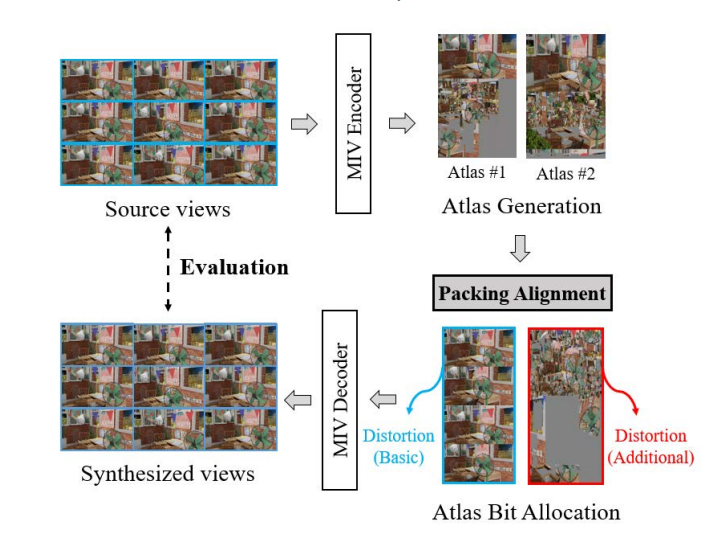 MIV Encoder
Atlas #1
Atlas #2
Source views
Atlas Generation
Evaluation
Packing Alignment
MIV Decoder
Distortion
(Basic)
Distortion
(Additional)
Synthesized views
Atlas Bit Allocation